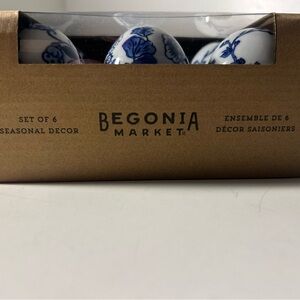 SET OF 6
SEASONAL DECOR
BEGONIA
MARKET
ENSEMBLE DE 6
DÉCOR SAISONIERS